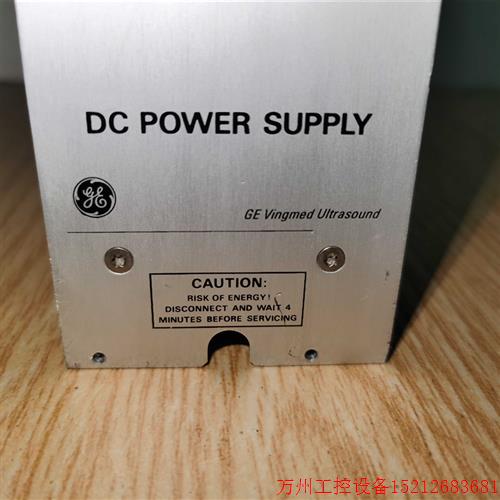 DC POWER SUPPLY
GE
GE Vingmed Ultrasound
CAUTION:
RISK OF ENERGY!
DISCONNECT AND WAIT 4
MINUTES BEFORE SERVICING
万州工控设备15212683681